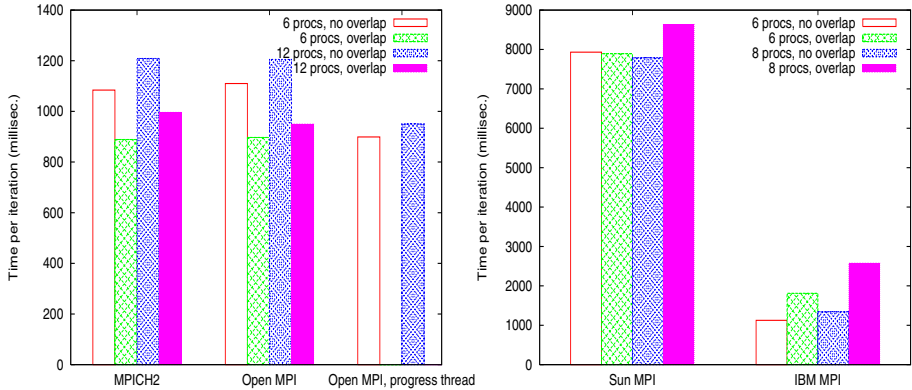 1400
1200
1000
800
600
400
200
0
Time per iteration (millisec.)
6 procs, no overlap
6 procs, overlap
12 procs, no overlap
12 procs, overlap
MPICH2
Open MPI
Open MPI, progress thread
9000
8000
7000
6000
5000
4000
3000
2000
1000
0
Time per iteration (millisec.)
6 procs, no overlap
6 procs, overlap
8 procs, no overlap
8 procs, overlap
Sun MPI
IBM MPI